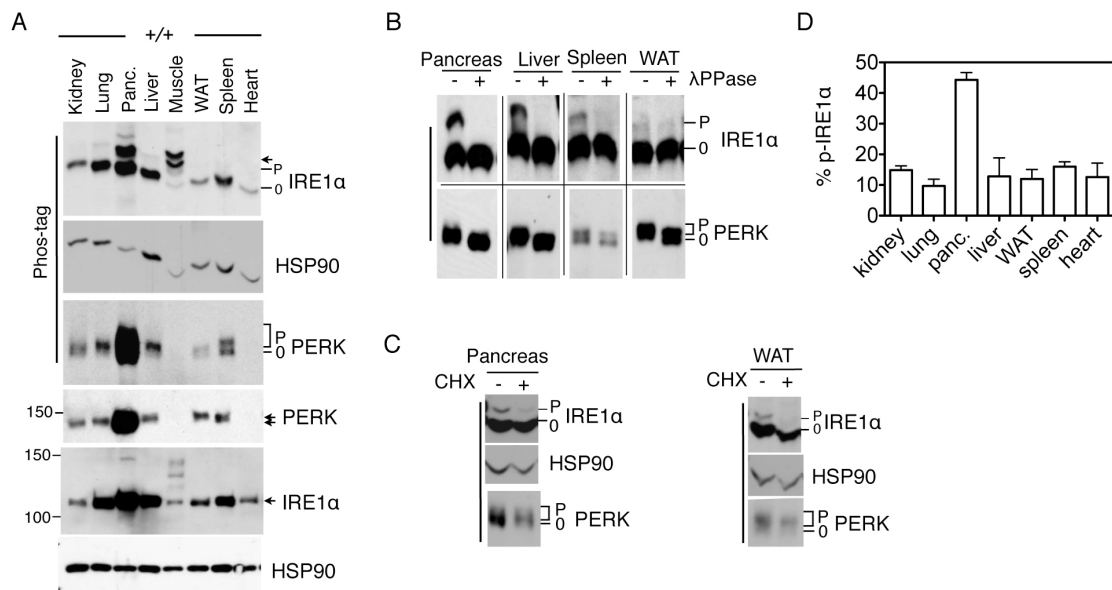 A
+/+
Kidney
Lung
Panc.
Liver
Muscle
WAT
Spleen
Heart
Phos-tag
P
0
IRE1α
HSP90
P
0
PERK
150
PERK
150
100
IRE1α
HSP90
B
Pancreas Liver Spleen WAT
- + - + - + - + λPPase
P
0
IRE1α
P
0
PERK
C
Pancreas
CHX - +
P
0
IRE1α
HSP90
P
0
PERK
WAT
CHX - +
P
0
IRE1α
HSP90
P
0
PERK
D
% p-IRE1α
50
40
30
20
10
0
kidney
lung
panc.
liver
WAT
spleen
heart